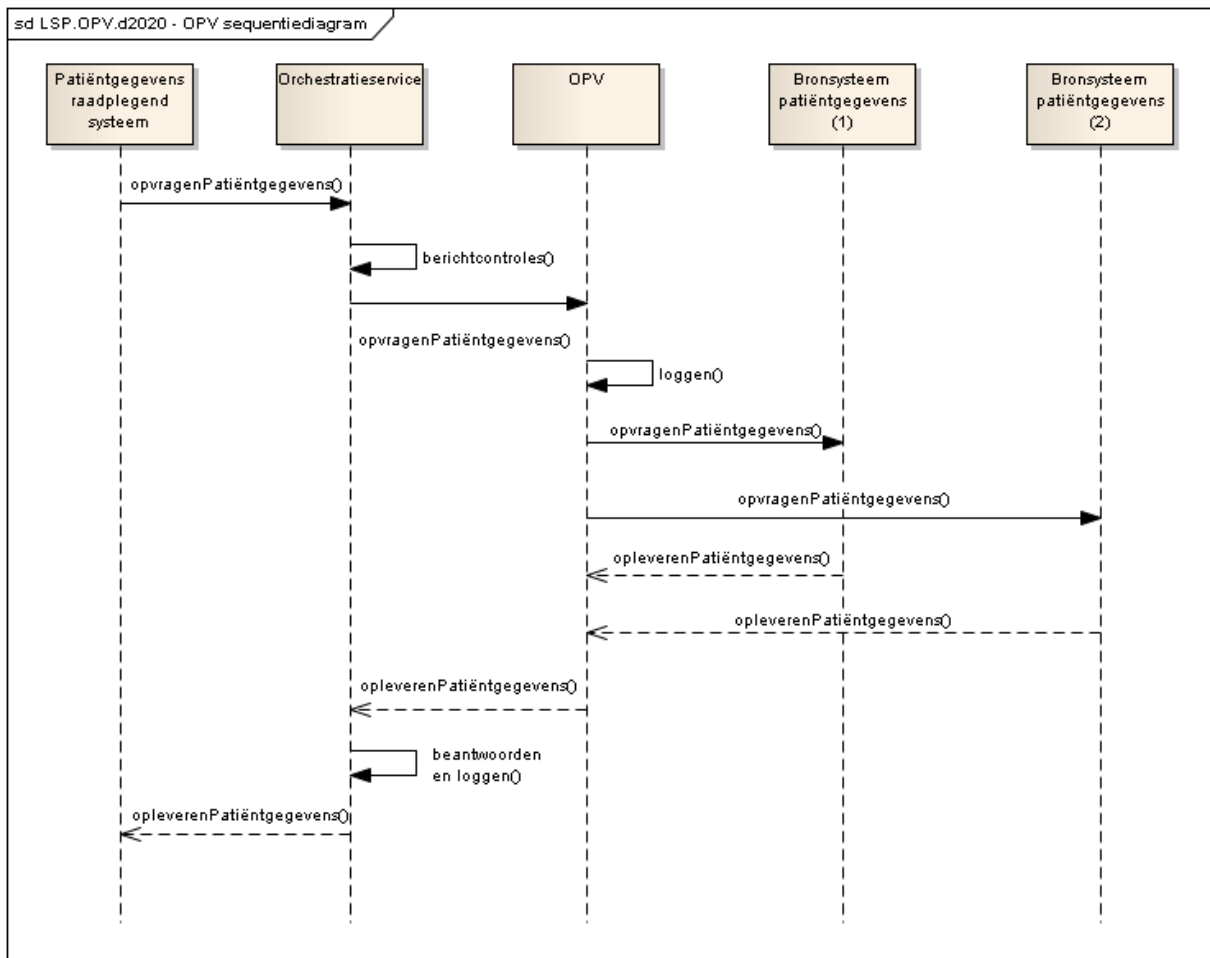 sd LSP.OPV.d2020 - OPV sequentiediagram
Patiëntgegevens
raadplegend
systeem
Orchestratieservice
OPV
Bronsysteem
patiëntgegevens
(1)
Bronsysteem
patiëntgegevens
(2)
opvragenPatiëntgegevens()
berichtcontroles()
opvragenPatiëntgegevens()
loggen()
opvragenPatiëntgegevens()
opvragenPatiëntgegevens()
opleverenPatiëntgegevens()
opleverenPatiëntgegevens()
opleverenPatiëntgegevens()
beantwoorden
en loggen()
opleverenPatiëntgegevens()